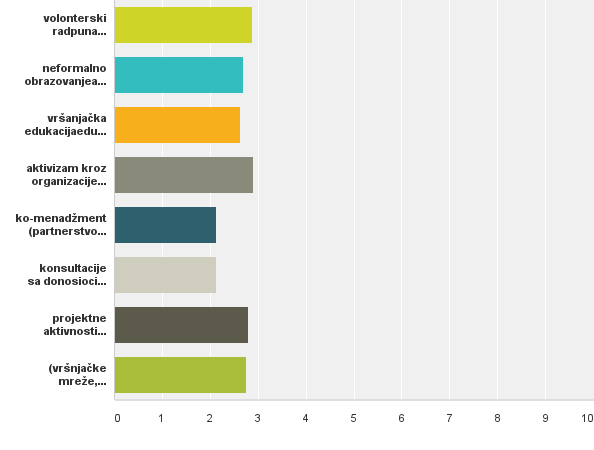 volonterski
radpuna...
neformalno
obrazovanjea...
vršanjačka
edukacijaedu...
aktivizam kroz
organizacije...
ko-menadžment
(partnerstvo...
konsultacije
sa donosioci...
projektne
aktivnosti...
(vršnjačke
mreže,...
0 1 2 3 4 5 6 7 8 9 10